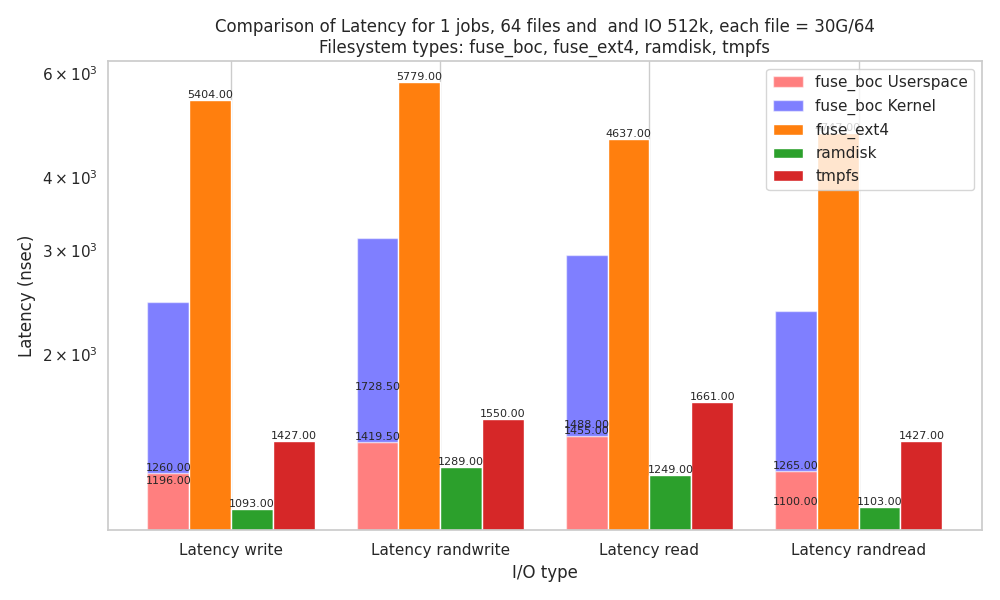 Comparison of Latency for 1 jobs, 64 files and  and IO 512k, each file = 30G/64
Filesystem types: fuse_boc, fuse_ext4, ramdisk, tmpfs
6 × 10³
4 × 10³
3 × 10³
2 × 10³
Latency (nsec)
fuse_boc Userspace
fuse_boc Kernel
fuse_ext4
ramdisk
tmpfs
5404.00
1260.00
1196.00
1093.00
1427.00
5779.00
1728.50
1419.50
1289.00
1550.00
4637.00
1488.00
1455.00
1249.00
1661.00
1265.00
1100.00
1103.00
1427.00
Latency write
Latency randwrite
Latency read
Latency randread
I/O type